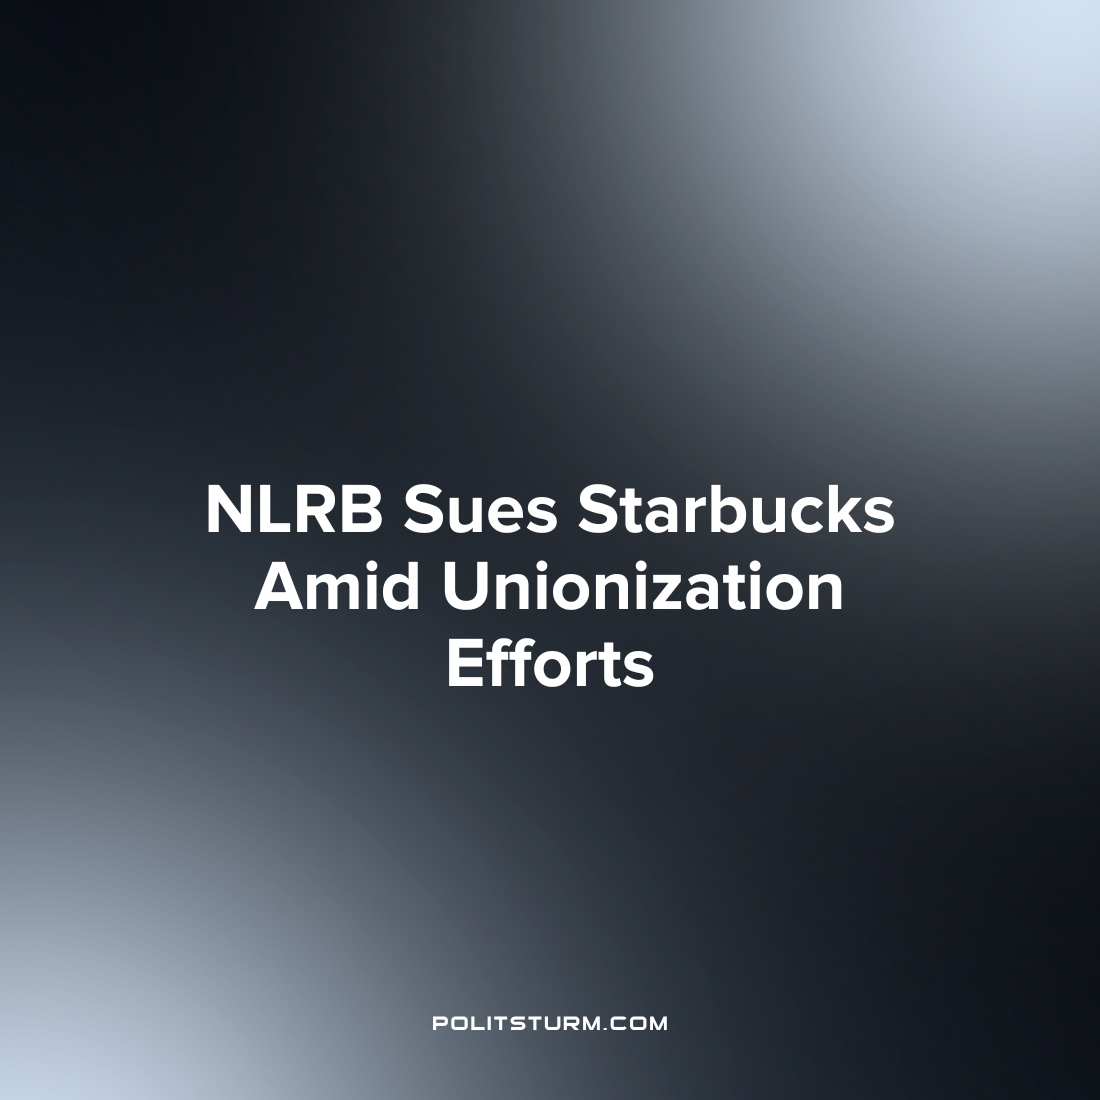 NLRB Sues Starbucks
Amid Unionization
Efforts
POLITSTURM.COM